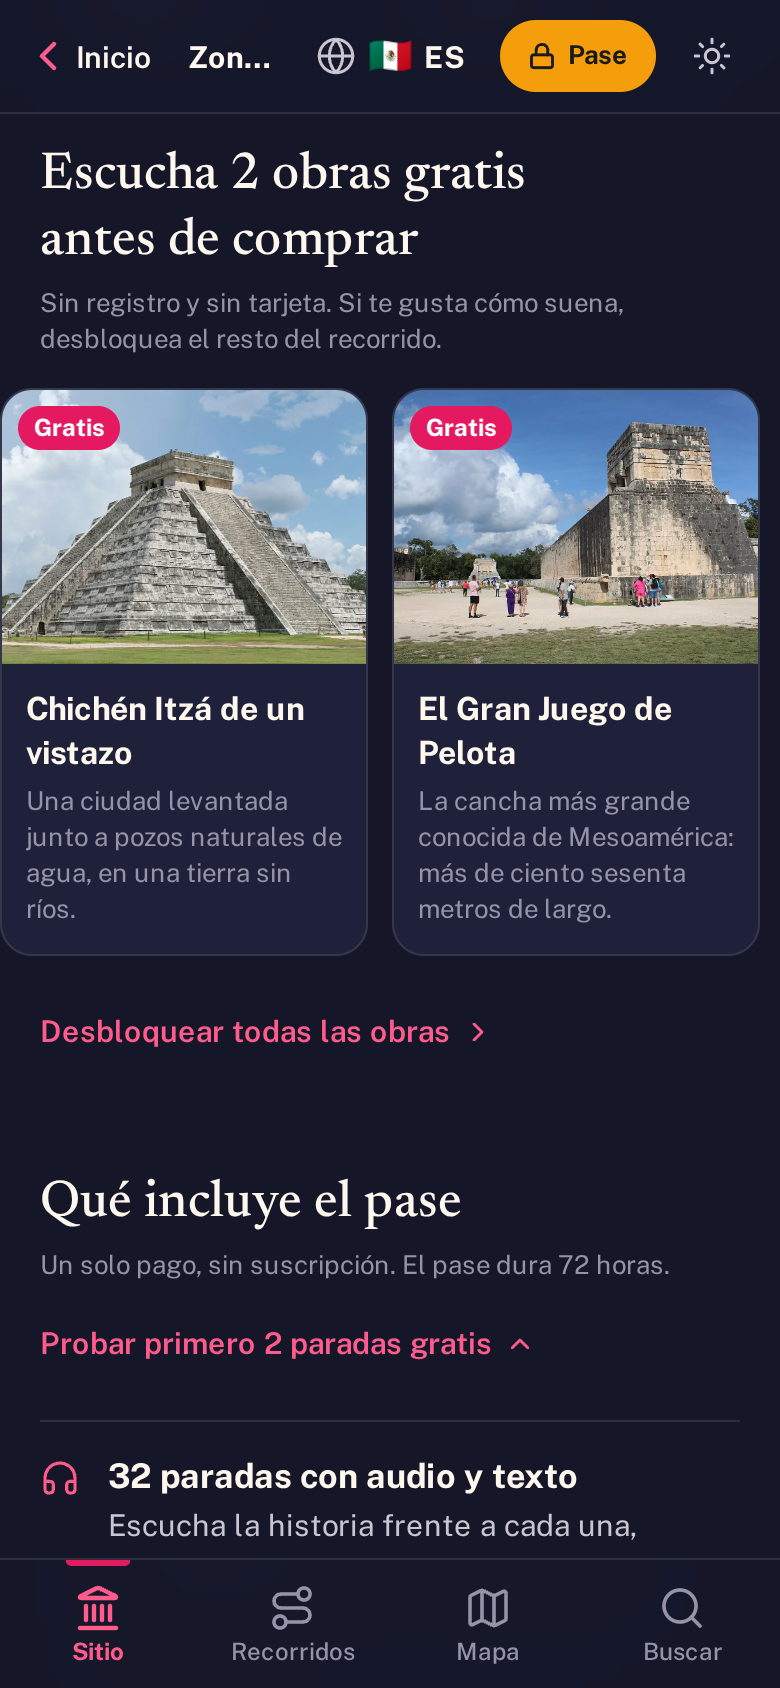 Inicio
Zon...
ES
Pase
Escucha 2 obras gratis
antes de comprar
Sin registro y sin tarjeta. Si te gusta cómo suena,
desbloquea el resto del recorrido.
Gratis
Chichén Itzá de un
vistazo
Una ciudad levantada
junto a pozos naturales de
agua, en una tierra sin
ríos.
Gratis
El Gran Juego de
Pelota
La cancha más grande
conocida de Mesoamérica:
más de ciento sesenta
metros de largo.
Desbloquear todas las obras
Qué incluye el pase
Un solo pago, sin suscripción. El pase dura 72 horas.
Probar primero 2 paradas gratis
32 paradas con audio y texto
Escucha la historia frente a cada una,
Sitio
Recorridos
Mapa
Buscar